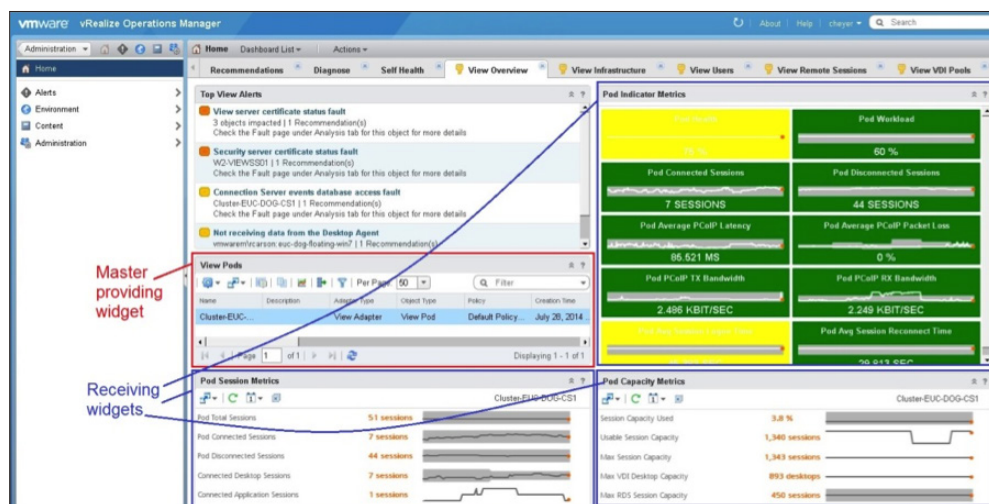 vmware vRealize Operations Manager
About Help cheyer Search
Administration
Home Dashboard List Actions
Home
Recommendations Diagnose Self Health View Overview View Infrastructure View Users View Remote Sessions View VDI Pools
Alerts
Environment
Content
Administration
Top View Alerts
View server certificate status fault
3 objects impacted | 1 Recommendation(s)
Check the Fault page under Analysis tab for this object for more details
Security server certificate status fault
W2-VIEWSS01 | 1 Recommendation(s)
Check the Fault page under Analysis tab for this object for more details
Connection Server events database access fault
Cluster-EUC-DOG-CS1 | 1 Recommendation(s)
Check the Fault page under Analysis tab for this object for more details
Not receiving data from the Desktop Agent
vmwarem\rcarson:euc-dog-floating-win7 | 1 Recommendation(s)
Pod Indicator Metrics
Pod Health Pod Workload
75 % 60 %
Pod Connected Sessions Pod Disconnected Sessions
7 SESSIONS 44 SESSIONS
Pod Average PCoIP Latency Pod Average PCoIP Packet Loss
86.521 MS 0 %
Pod PCoIP TX Bandwidth Pod PCoIP RX Bandwidth
2.486 KBIT/SEC 2.249 KBIT/SEC
Pod Avg Session Logon Time Pod Avg Session Reconnect Time
29.813 SEC
Master
providing
widget
View Pods
Per Page 50 Filter
Name Description Adapter Type Object Type Policy Creation Time
Cluster-EUC-... View Adapter View Pod Default Policy... July 28, 2014 ..
Page 1 of 1 Displaying 1 - 1 of 1
Receiving
widgets
Pod Session Metrics
Cluster-EUC-DOG-CS1
Pod Total Sessions 51 sessions
Pod Connected Sessions 7 sessions
Pod Disconnected Sessions 44 sessions
Connected Desktop Sessions 7 sessions
Connected Application Sessions 1 sessions
Pod Capacity Metrics
Cluster-EUC-DOG-CS1
Session Capacity Used 3.8 %
Usable Session Capacity 1,340 sessions
Max Session Capacity 1,343 sessions
Max VDI Desktop Capacity 893 desktops
Max RDS Session Capacity 450 sessions